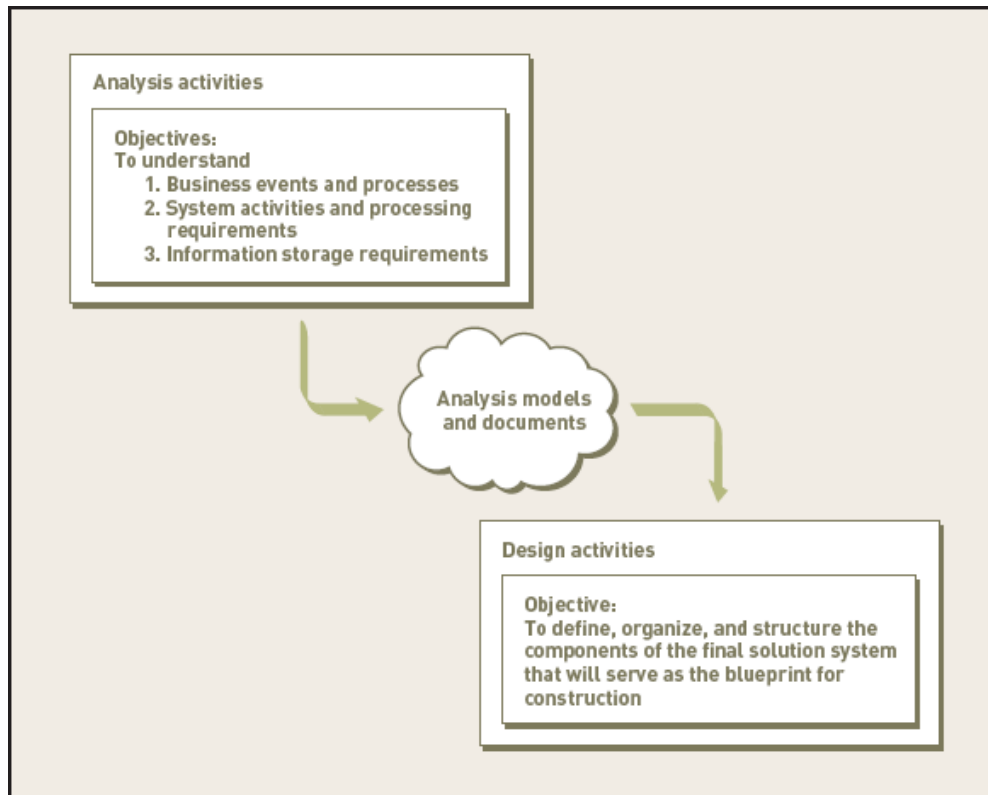 Analysis activities
Objectives:
To understand
1. Business events and processes
2. System activities and processing
requirements
3. Information storage requirements
Analysis models
and documents
Design activities
Objective:
To define, organize, and structure the
components of the final solution system
that will serve as the blueprint for
construction